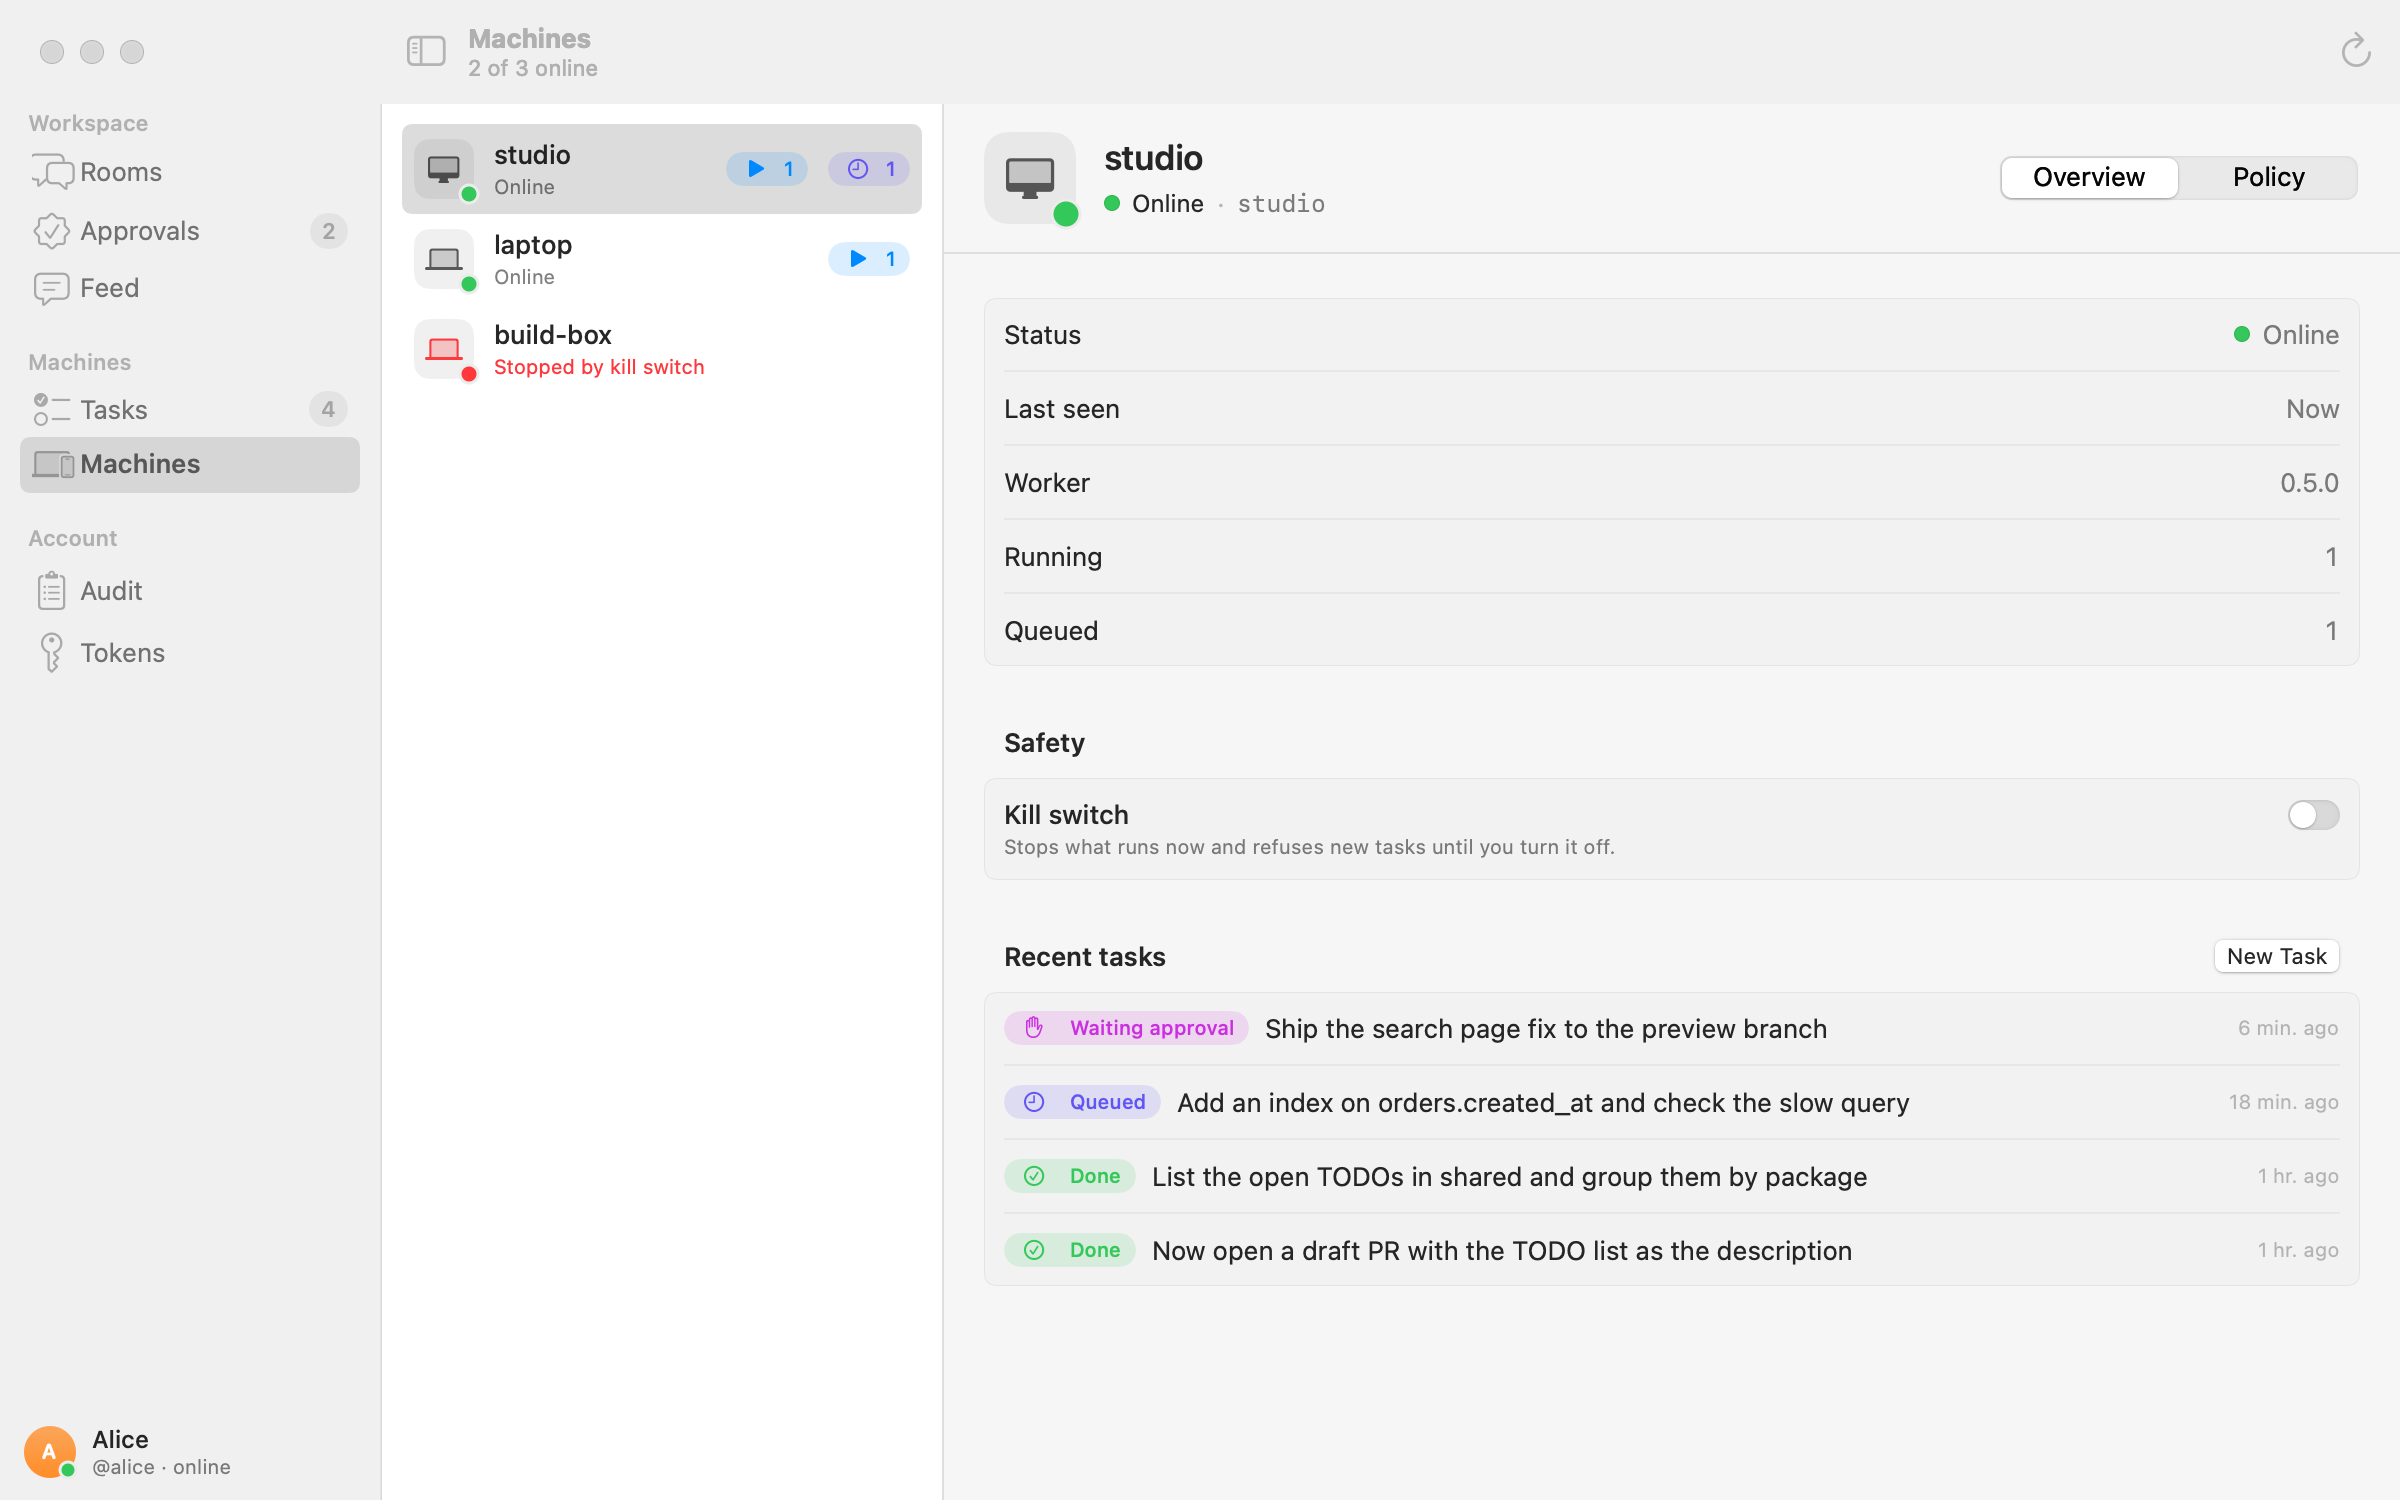 Machines
2 of 3 online
Workspace
Rooms
Approvals 2
Feed
Machines
Tasks 4
Machines
Account
Audit
Tokens
A
Alice
@alice · online
studio
Online
1 1
laptop
Online
1
build-box
Stopped by kill switch
studio
Online · studio
Overview Policy
Status Online
Last seen Now
Worker 0.5.0
Running 1
Queued 1
Safety
Kill switch
Stops what runs now and refuses new tasks until you turn it off.
Recent tasks New Task
Waiting approval Ship the search page fix to the preview branch 6 min. ago
Queued Add an index on orders.created_at and check the slow query 18 min. ago
Done List the open TODOs in shared and group them by package 1 hr. ago
Done Now open a draft PR with the TODO list as the description 1 hr. ago